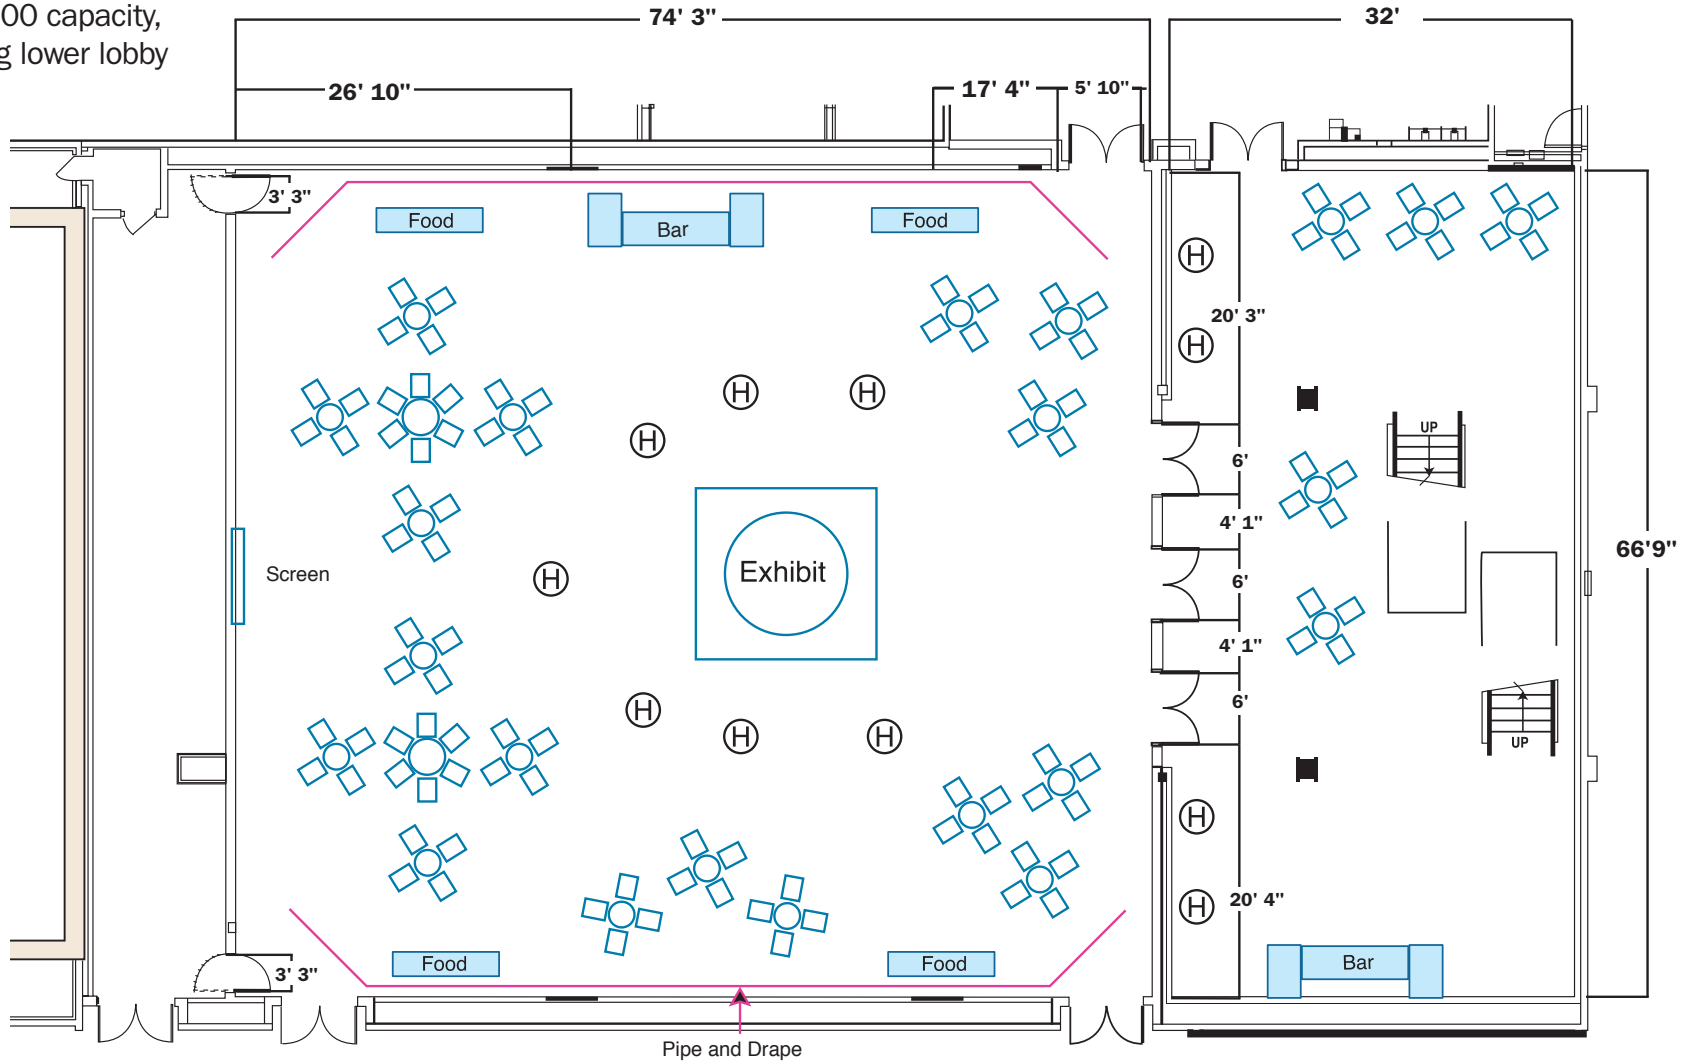 00 capacity,
g lower lobby
74' 3"
32'
26' 10"
17' 4"
5' 10"
3' 3"
Food
Bar
Food
H
20' 3"
H
H
H
H
UP
6'
4' 1"
66'9"
Screen
H
Exhibit
6'
4' 1"
6'
H
H
H
UP
H
20' 4"
H
Food
Food
Bar
3' 3"
Pipe and Drape